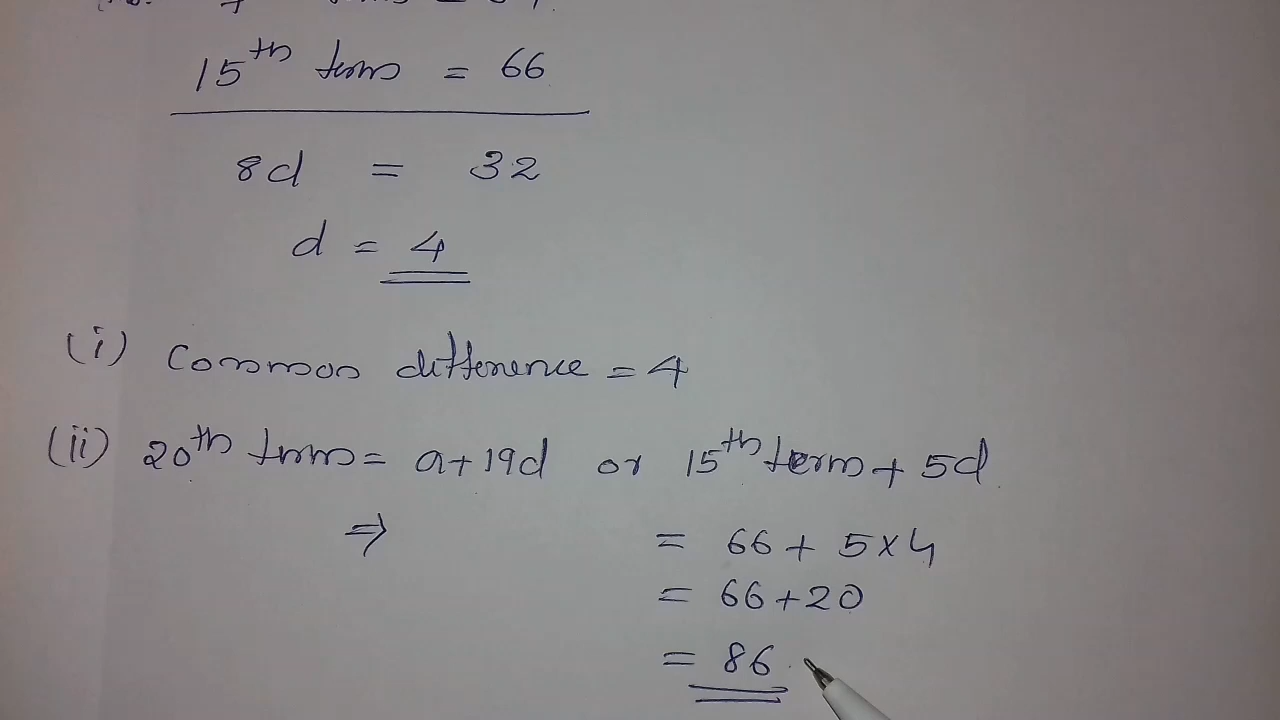 15th term = 66
8d = 32
d = 4
(i) Common difference = 4
(ii) 20th term = a+19d or 15th term + 5d
⇒ = 66 + 5×4
= 66+20
= 86